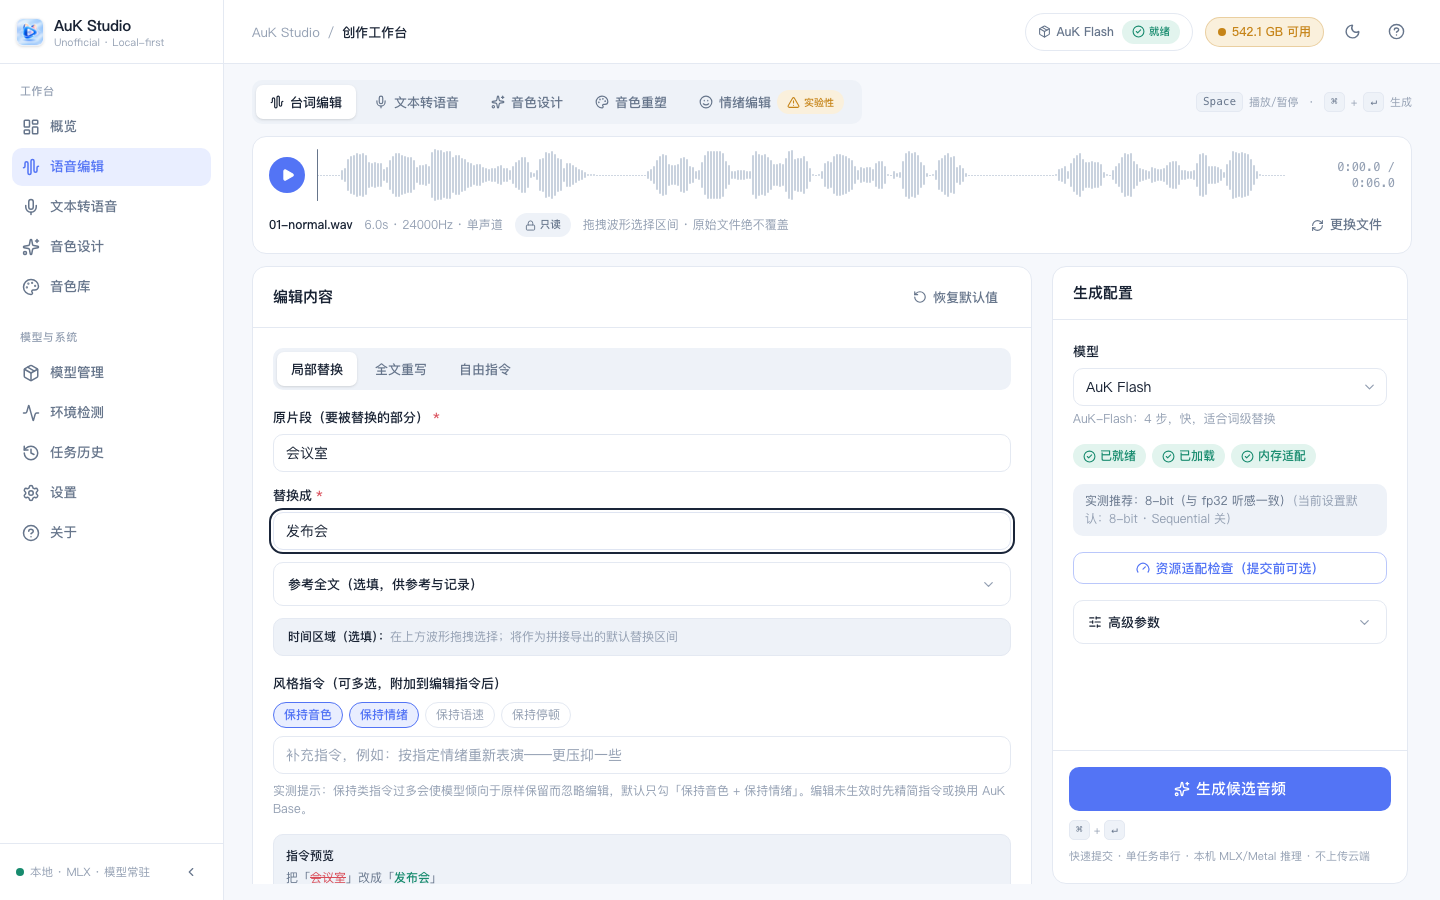 AuK Studio
Unofficial · Local-first
工作台
概览
语音编辑
文本转语音
音色设计
音色库
模型与系统
模型管理
环境检测
任务历史
设置
关于
本地 · MLX · 模型常驻
AuK Studio / 创作工作台
AuK Flash 就绪
542.1 GB 可用
台词编辑 文本转语音 音色设计 音色重塑 情绪编辑 实验性
Space 播放/暂停 · ⌘ + ↵ 生成
0:00.0 /
0:06.0
01-normal.wav 6.0s · 24000Hz · 单声道 只读 拖拽波形选择区间 · 原始文件绝不覆盖 更换文件
编辑内容 恢复默认值
局部替换 全文重写 自由指令
原片段（要被替换的部分） *
会议室
替换成 *
发布会
参考全文（选填，供参考与记录）
时间区域（选填）： 在上方波形拖拽选择；将作为拼接导出的默认替换区间
风格指令（可多选，附加到编辑指令后）
保持音色 保持情绪 保持语速 保持停顿
补充指令，例如：按指定情绪重新表演——更压抑一些
实测提示：保持类指令过多会使模型倾向于原样保留而忽略编辑，默认只勾「保持音色 + 保持情绪」。编辑未生效时先精简指令或换用 AuK
Base。
指令预览
把「会议室」改成「发布会」
生成配置
模型
AuK Flash
AuK-Flash：4 步，快，适合词级替换
已就绪 已加载 内存适配
实测推荐：8-bit（与 fp32 听感一致）（当前设置默
认：8-bit · Sequential 关）
资源适配检查（提交前可选）
高级参数
生成候选音频
⌘ + ↵
快速提交 · 单任务串行 · 本机 MLX/Metal 推理 · 不上传云端